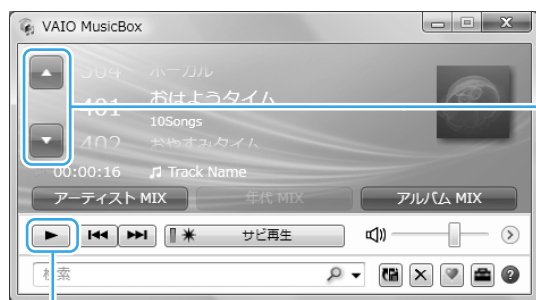 VAIO MusicBox
304 ボーカル
401 おはようタイム
10Songs
402 おやすみタイム
00:00:16 ♫ Track Name
アーティスト MIX 年代 MIX アルバム MIX
サビ再生
検索